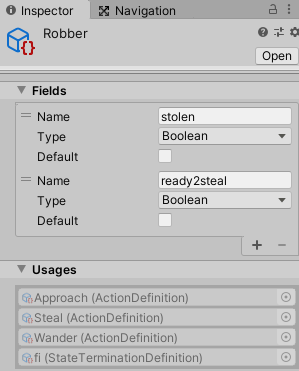 Inspector Navigation
Robber
Open
Fields
Name stolen
Type Boolean
Default
Name ready2steal
Type Boolean
Default
+ −
Usages
Approach (ActionDefinition)
Steal (ActionDefinition)
Wander (ActionDefinition)
fi (StateTerminationDefinition)